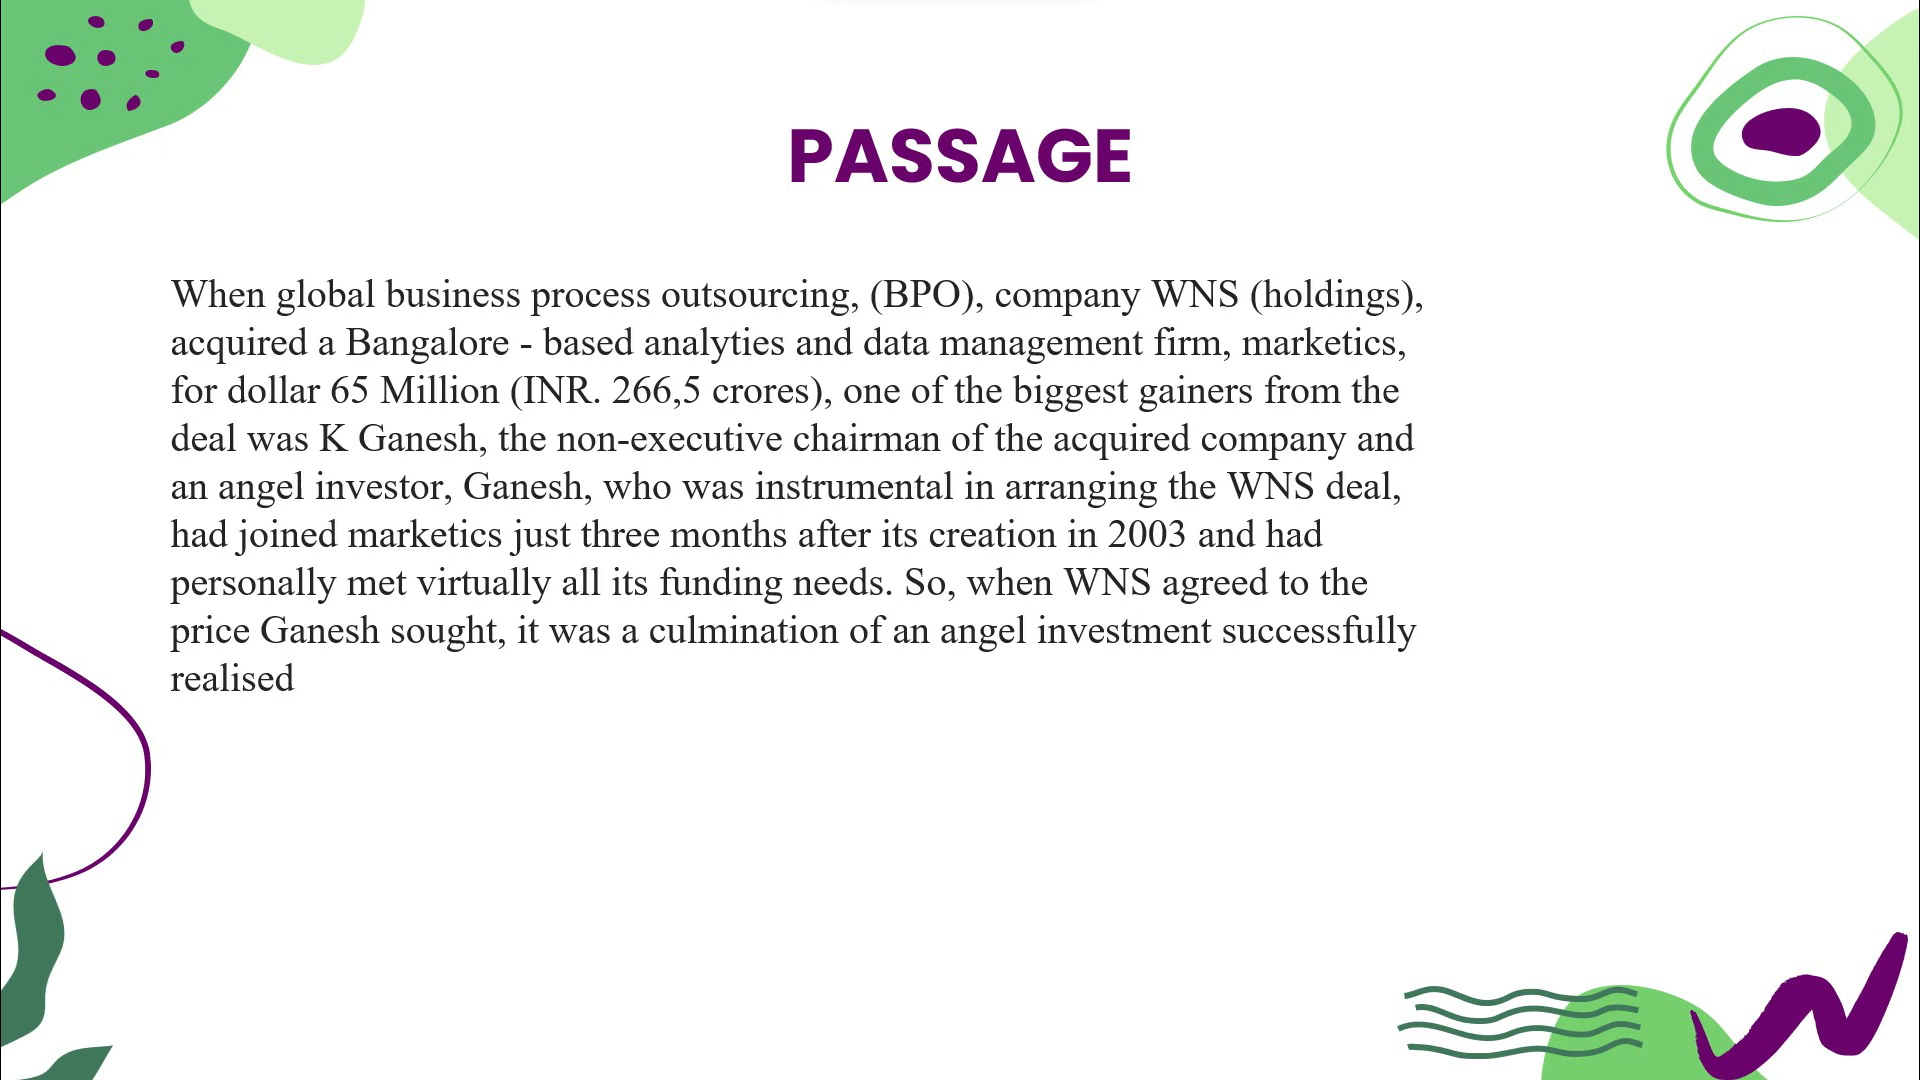 PASSAGE
When global business process outsourcing, (BPO), company WNS (holdings),
acquired a Bangalore - based analyties and data management firm, marketics,
for dollar 65 Million (INR. 266,5 crores), one of the biggest gainers from the
deal was K Ganesh, the non-executive chairman of the acquired company and
an angel investor, Ganesh, who was instrumental in arranging the WNS deal,
had joined marketics just three months after its creation in 2003 and had
personally met virtually all its funding needs. So, when WNS agreed to the
price Ganesh sought, it was a culmination of an angel investment successfully
realised